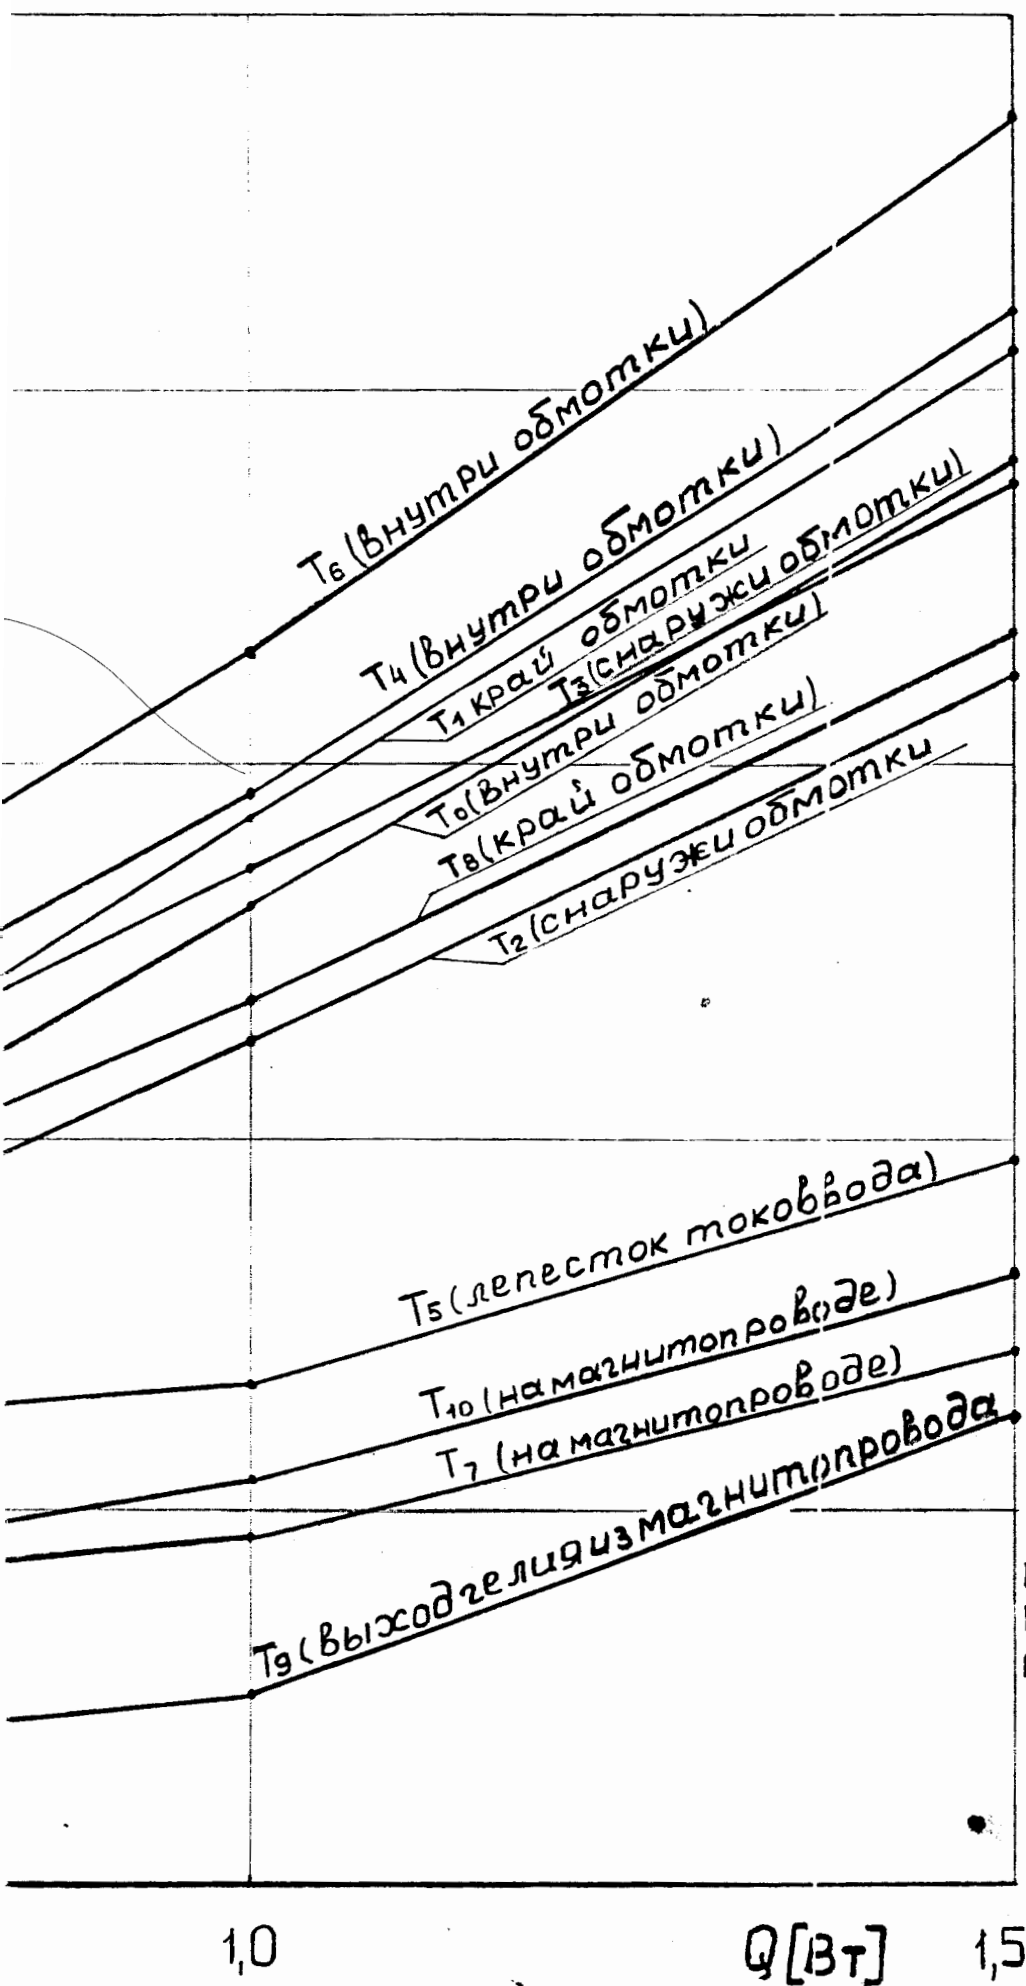 T6 (внутри обмотки)
T4 (внутри обмотки)
T1 край обмотки
T3 (снаружи обмотки)
T0 (внутри обмотки)
T8 (край обмотки)
T2 (снаружи обмотки
T5 (лепесток токоввода)
T10 (на магнитопроводе)
T7 (на магнитопроводе)
T9 (выход гелия из магнитопровода
1,0 Q [Вт] 1,5